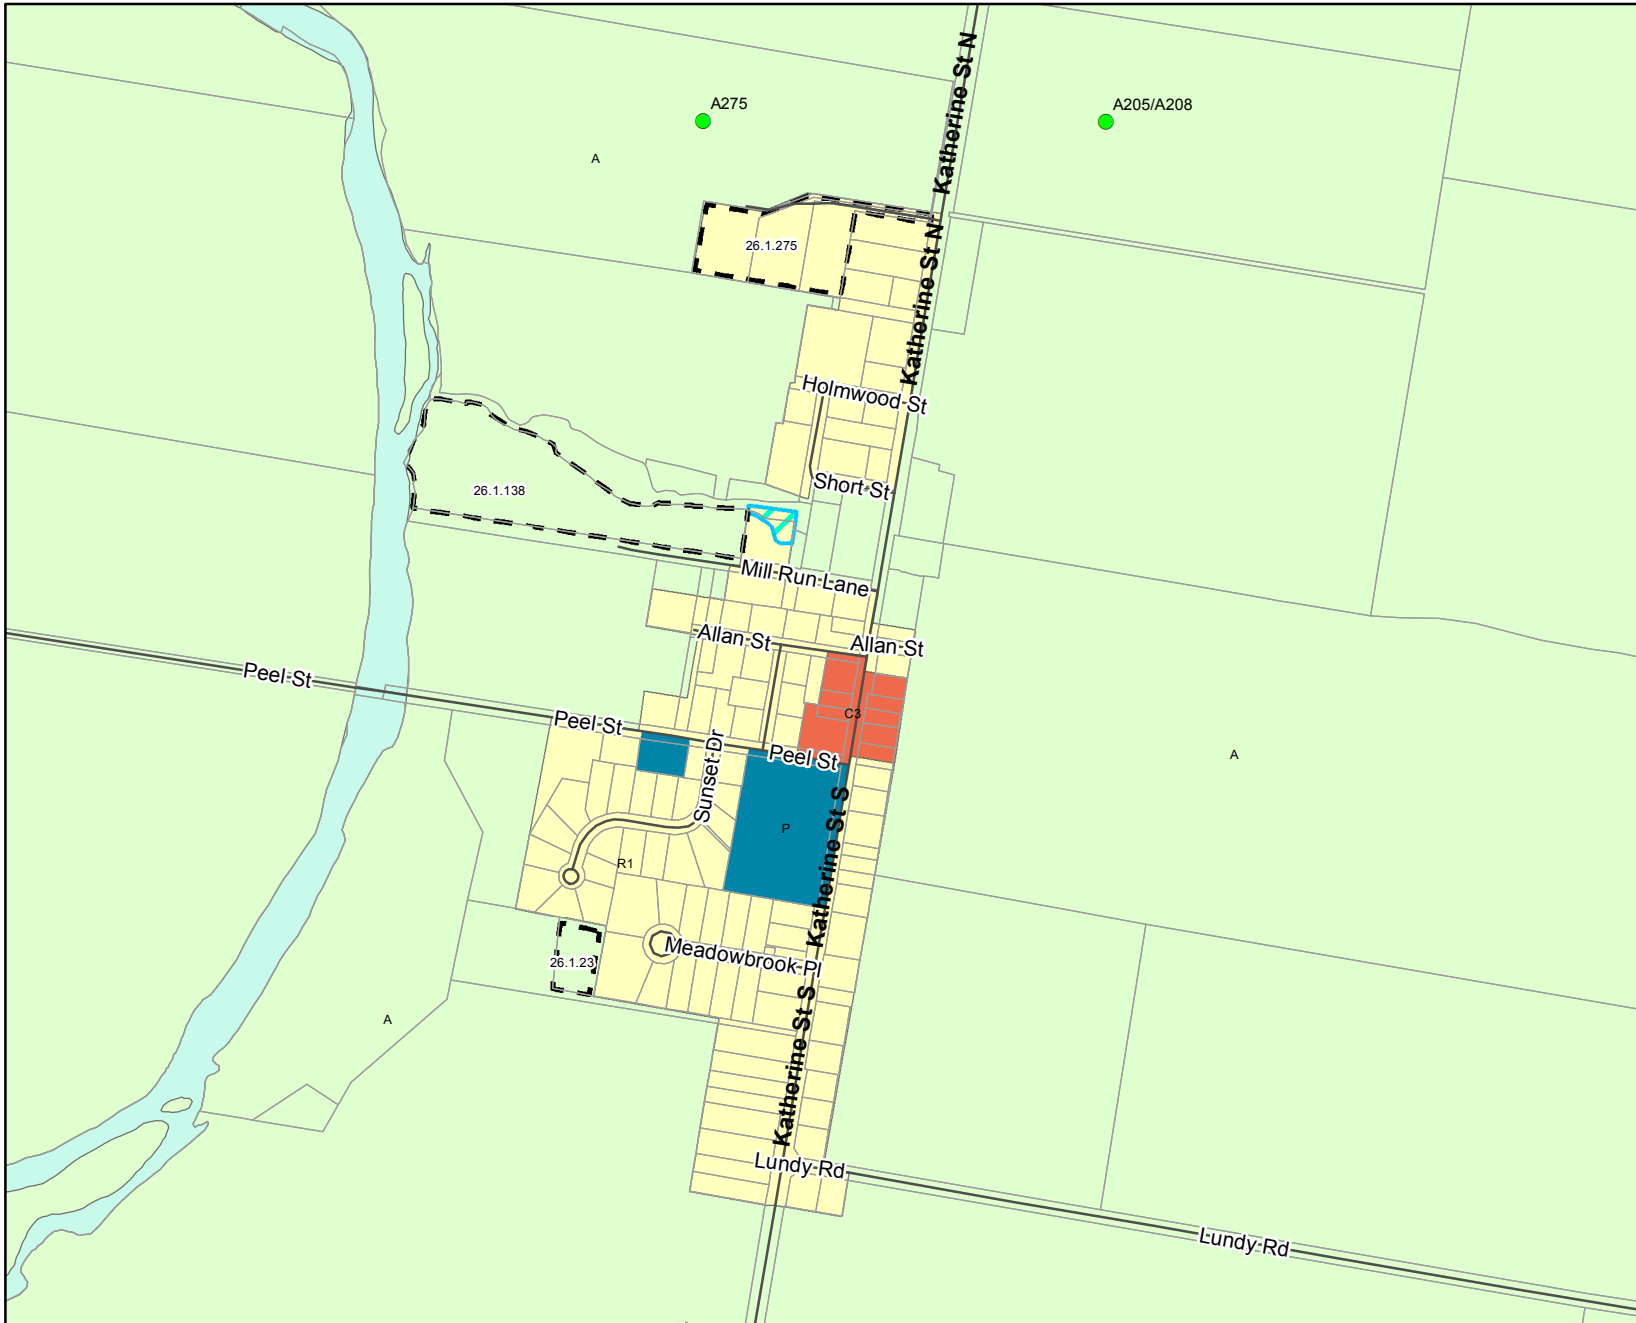 Katherine St N
A275
A205/A208
A
Katherine St N
26.1.275
Holmwood St
Short St
26.1.138
Mill Run Lane
Allan St
Allan St
Peel St
C3
Peel St
Peel St
Sunset Dr
A
P
Katherine St S
R1
Meadowbrook Pl
26.1.23
Katherine St S
A
Lundy Rd
Lundy Rd